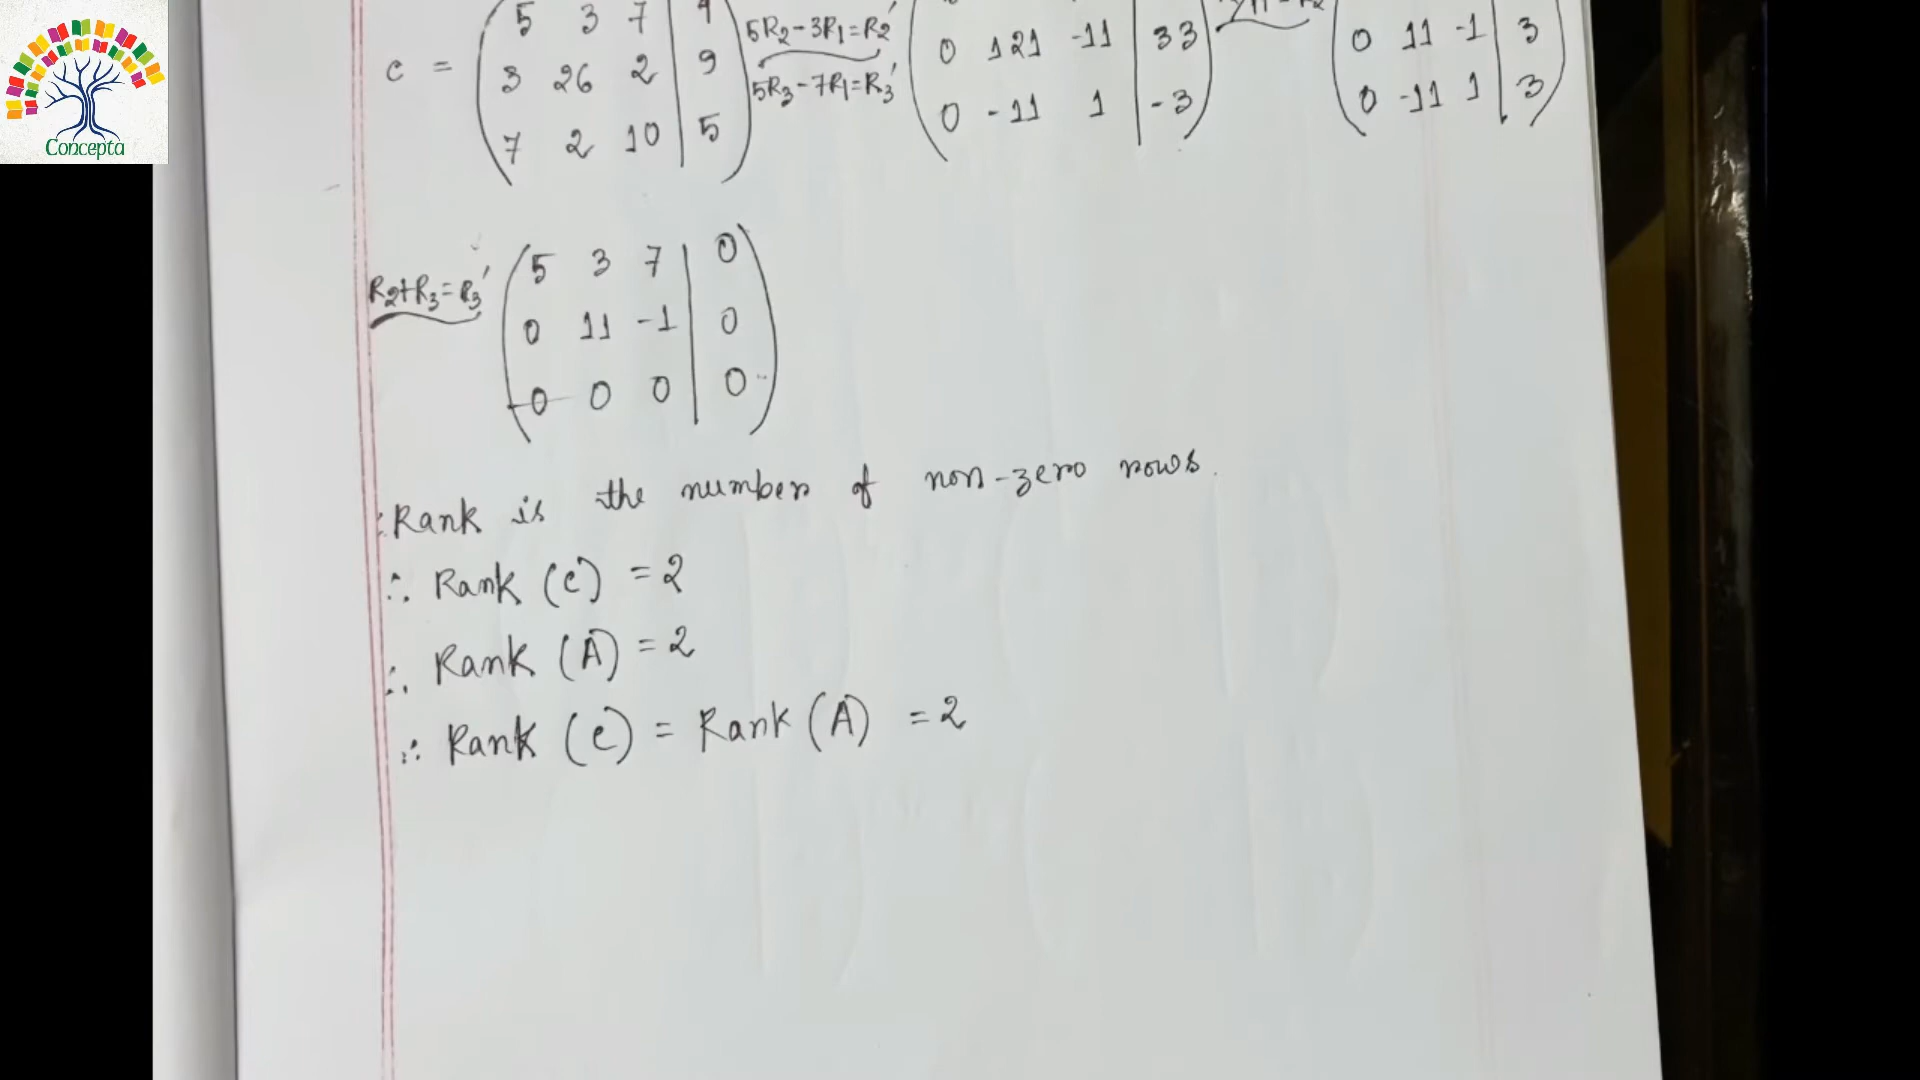 Concepta
5 3 7 5R2-3R1=R2' 
C = 3 26 2 9 0 121 -11 33 0 11 -1 3
5R3-7R1=R3'
7 2 10 5 0 -11 1 -3 0 -11 1 3
5 3 7 0
R2+R3=R3' 0 11 -1 0
0 0 0 0
Rank is the number of non-zero rows.
∴ Rank (C) = 2
∴ Rank (A) = 2
∴ Rank (C) = Rank (A) = 2